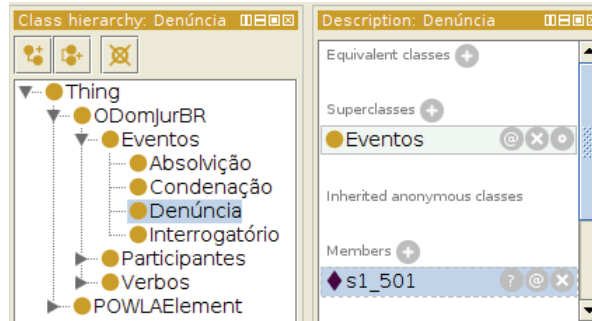 Class hierarchy: Denúncia
Thing
ODomJurBR
Eventos
Absolvição
Condenação
Denúncia
Interrogatório
Participantes
Verbos
POWLAElement
Description: Denúncia
Equivalent classes
Superclasses
Eventos
Inherited anonymous classes
Members
s1_501